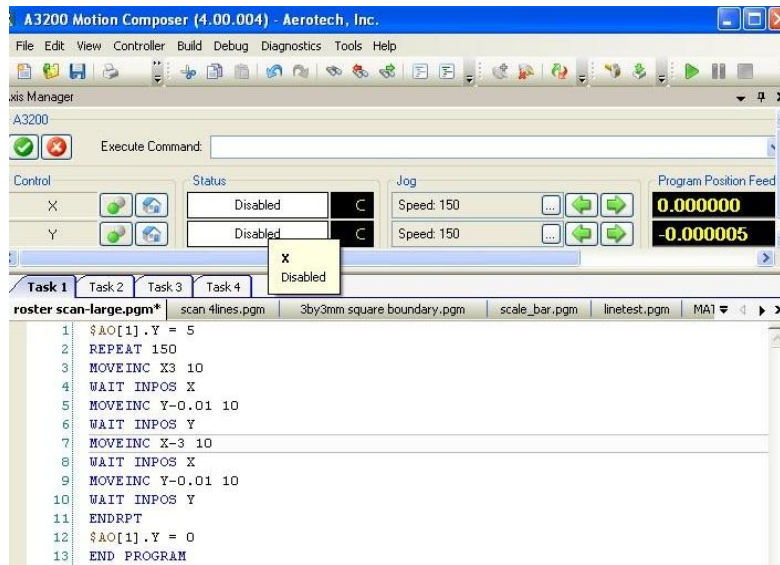 A3200 Motion Composer (4.00.004) - Aerotech, Inc.
File Edit View Controller Build Debug Diagnostics Tools Help
xis Manager
A3200
Execute Command:
Control Status Jog Program Position Feed
X Disabled C Speed: 150 ... 0.000000
Y Disabled C Speed: 150 ... -0.000005
X
Disabled
Task 1 Task 2 Task 3 Task 4
roster scan-large.pgm* scan 4lines.pgm 3by3mm square boundary.pgm scale_bar.pgm linetest.pgm MAT
1 $AO[1].Y = 5
2 REPEAT 150
3 MOVEINC X3 10
4 WAIT INPOS X
5 MOVEINC Y-0.01 10
6 WAIT INPOS Y
7 MOVEINC X-3 10
8 WAIT INPOS X
9 MOVEINC Y-0.01 10
10 WAIT INPOS Y
11 ENDRPT
12 $AO[1].Y = 0
13 END PROGRAM